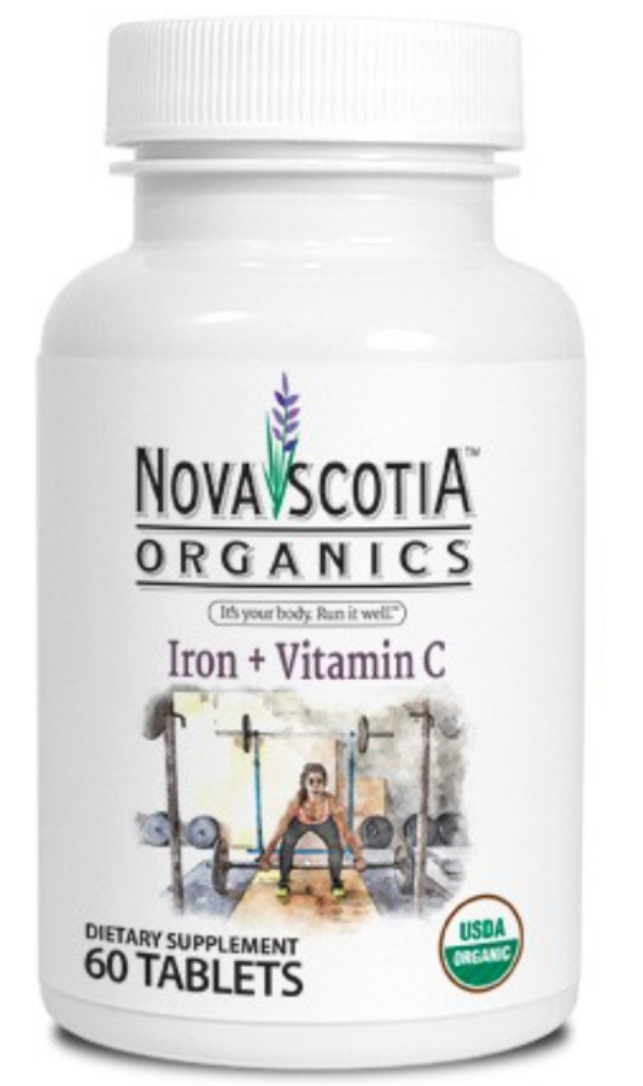 NOVA SCOTIA™
ORGANICS
It's your body. Run it well.™
Iron + Vitamin C
DIETARY SUPPLEMENT
60 TABLETS
USDA
ORGANIC